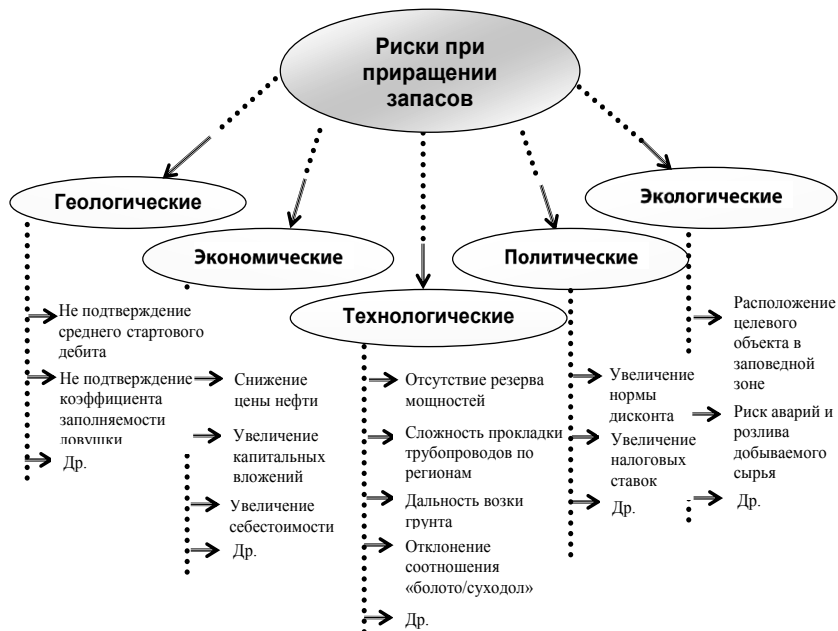 Риски при
приращении
запасов
Геологические
Не подтверждение
среднего стартового
дебита
Не подтверждение
коэффициента
заполняемости
ловушки
Др.
Экономические
Снижение
цены нефти
Увеличение
капитальных
вложений
Увеличение
себестоимости
Др.
Технологические
Отсутствие резерва
мощностей
Сложность прокладки
трубопроводов по
регионам
Дальность возки
грунта
Отклонение
соотношения
«болото/суходол»
Др.
Политические
Увеличение
нормы
дисконта
Увеличение
налоговых
ставок
Др.
Экологические
Расположение
целевого
объекта в
заповедной
зоне
Риск аварий и
розлива
добываемого
сырья
Др.